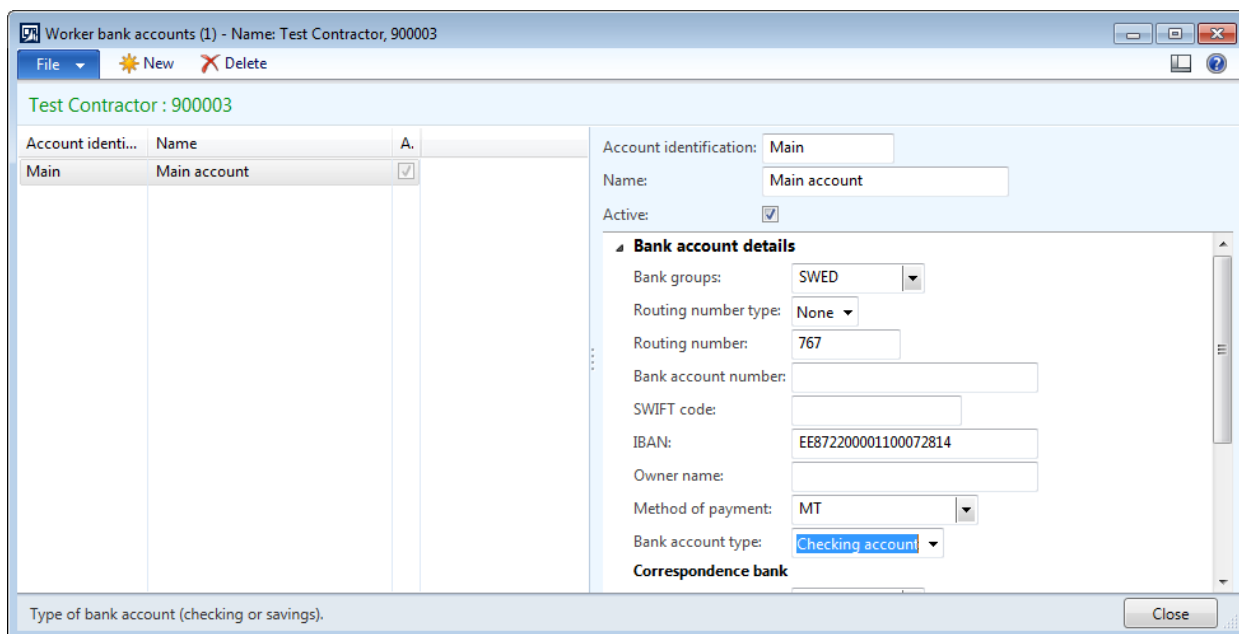 Worker bank accounts (1) - Name: Test Contractor, 900003
File New Delete
Test Contractor : 900003
Account identi... Name A.
Main Main account
Account identification: Main
Name: Main account
Active:
Bank account details
Bank groups: SWED
Routing number type: None
Routing number: 767
Bank account number:
SWIFT code:
IBAN: EE872200001100072814
Owner name:
Method of payment: MT
Bank account type: Checking account
Correspondence bank
Type of bank account (checking or savings). Close